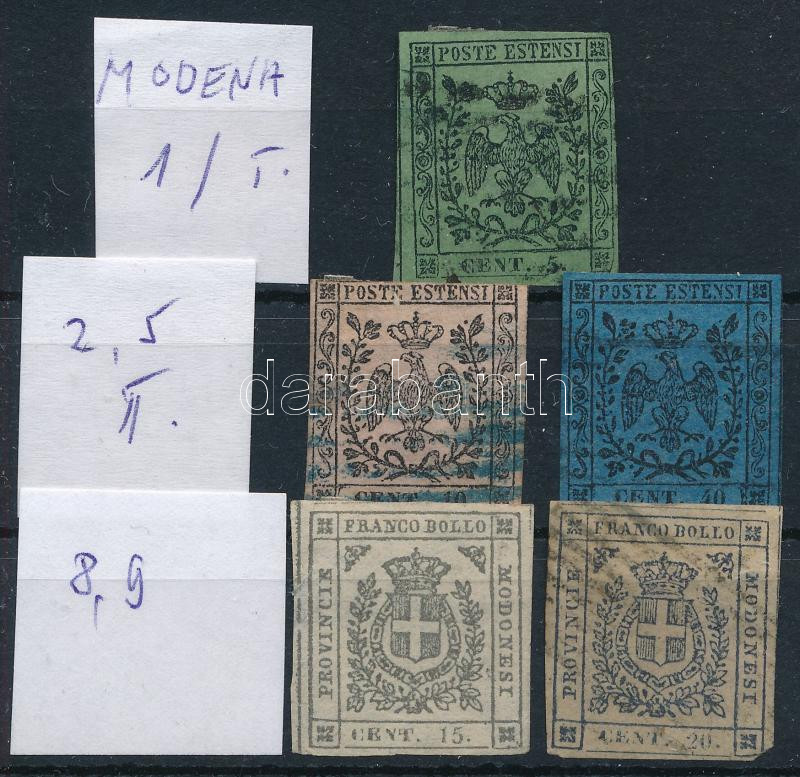 MODENA
1/I.
POSTE ESTENSI
CENT. 5.
2,5
II.
POSTE ESTENSI
CENT. 10
POSTE ESTENSI
CENT. 40
darabanth
8,9
FRANCO BOLLO
PROVINCIE
MODONESI
CENT. 15.
FRANCO BOLLO
PROVINCIE
MODONESI
CENT. 20.